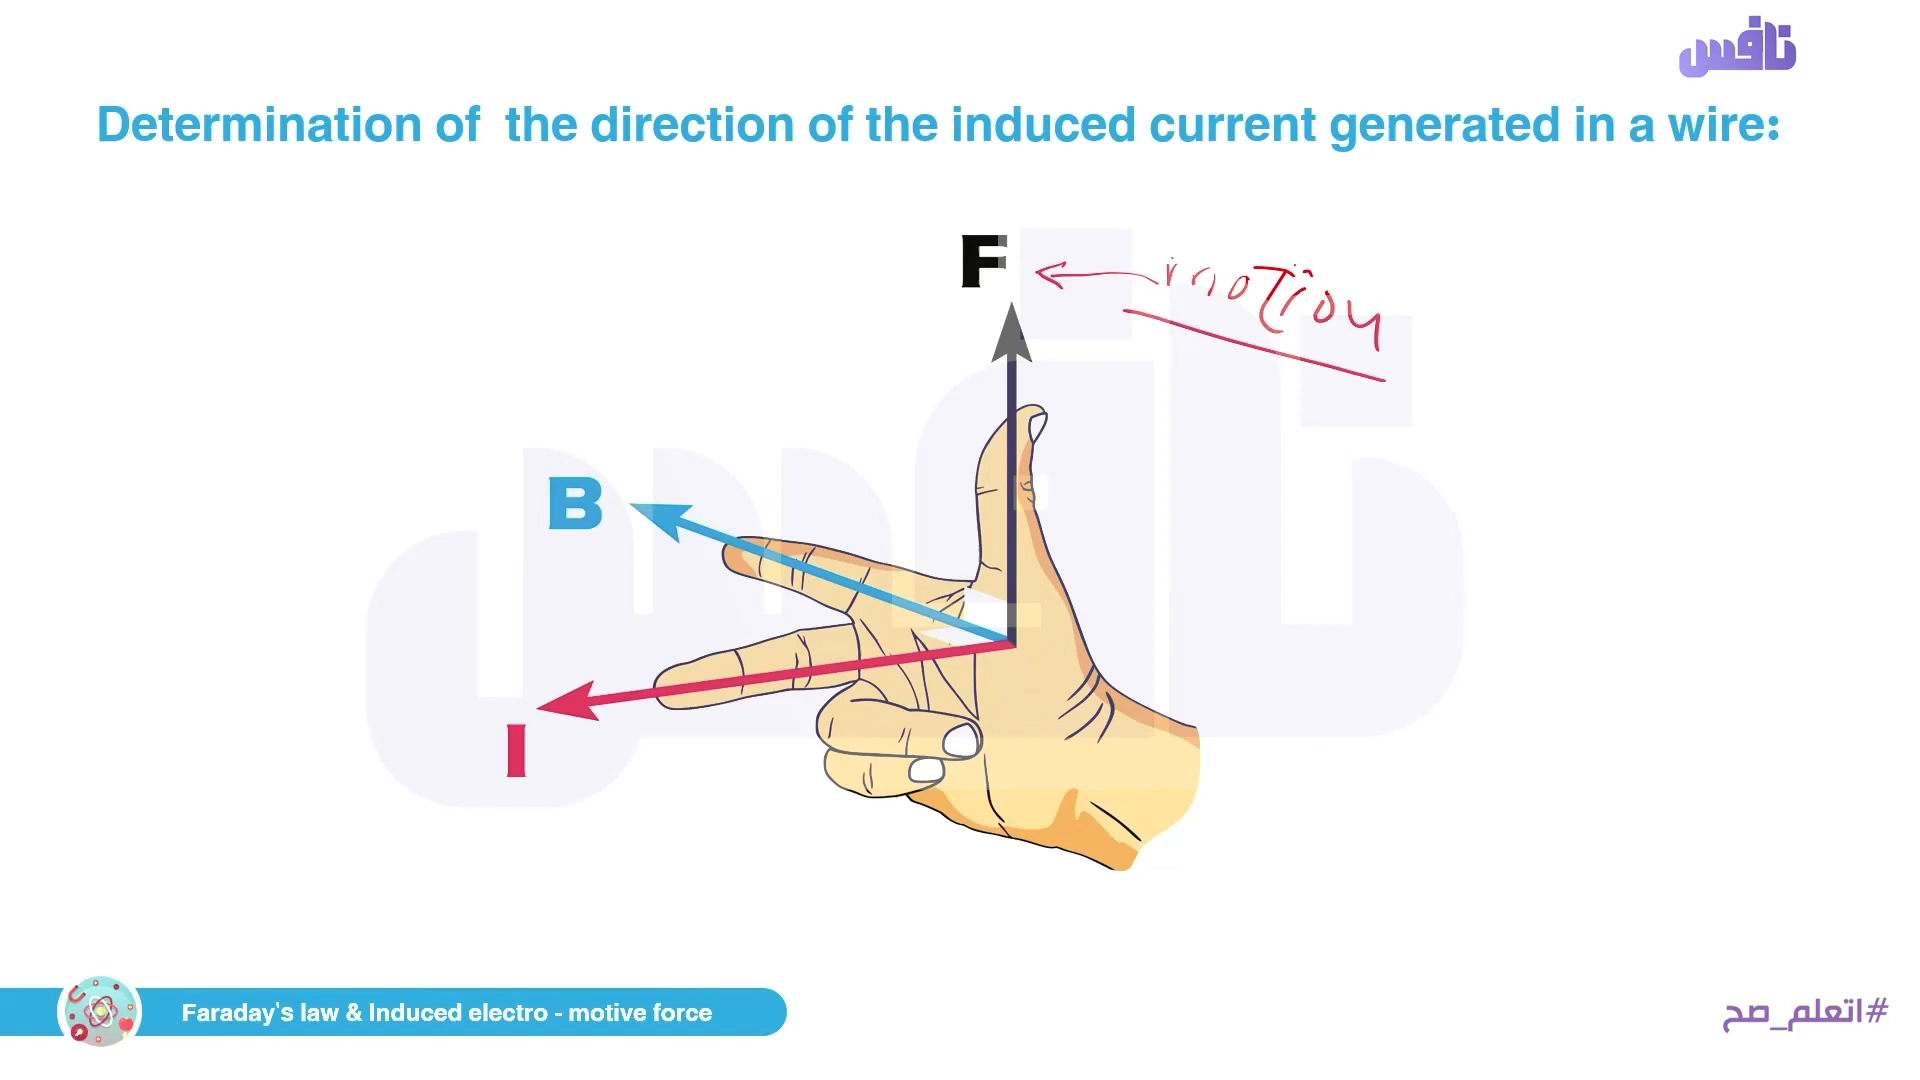 نافس
Determination of the direction of the induced current generated in a wire:
F
motion
B
I
Faraday's law & Induced electro - motive force
#اتعلم_صح